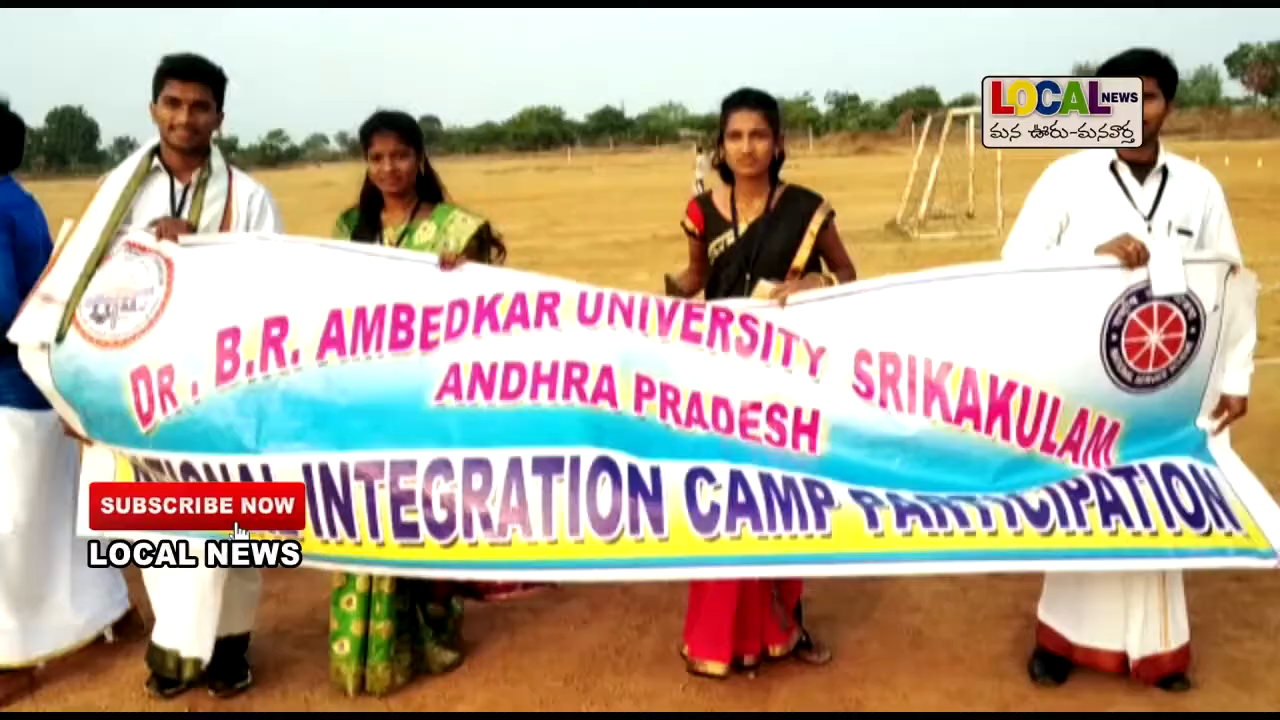 LOCAL NEWS
మన ఊరు-మనవార్త
DR. B.R. AMBEDKAR UNIVERSITY SRIKAKULAM
ANDHRA PRADESH
INTEGRATION CAMP PARTICIPATION
SUBSCRIBE NOW
LOCAL NEWS